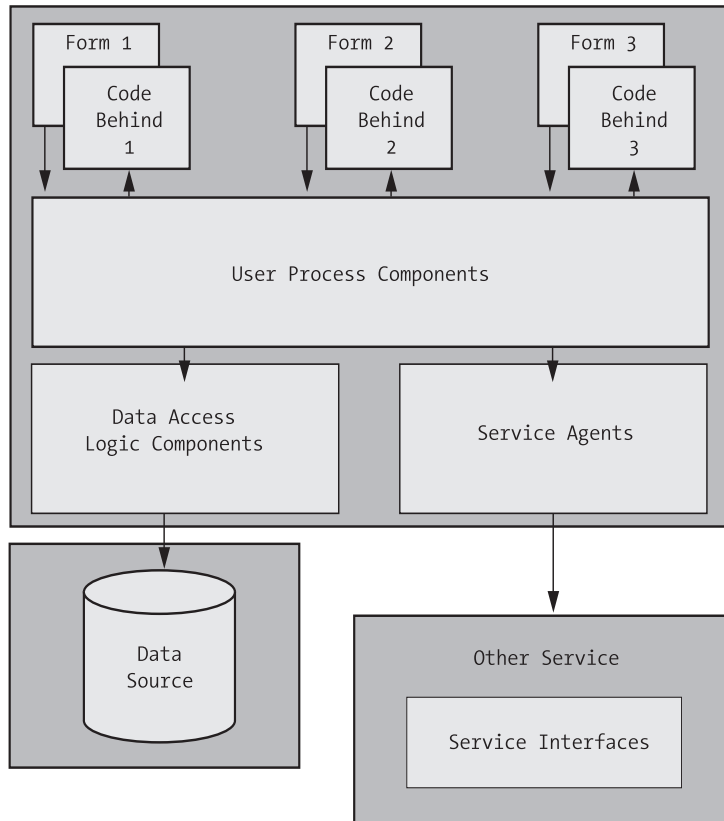 Form 1
Code
Behind
1
Form 2
Code
Behind
2
Form 3
Code
Behind
3
User Process Components
Data Access
Logic Components
Service Agents
Data
Source
Other Service
Service Interfaces